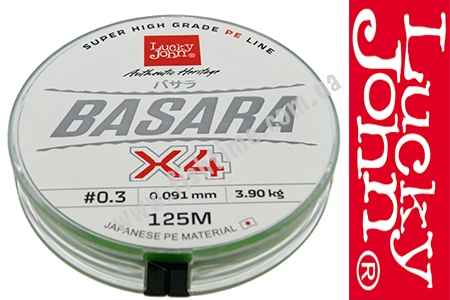 SUPER HIGH GRADE PE LINE
Lucky
John®
Authentic Heritage
バサラ
BASARA
X4
#0.3 0.091 mm 3.90 kg
125M
JAPANESE PE MATERIAL
Lucky
John®